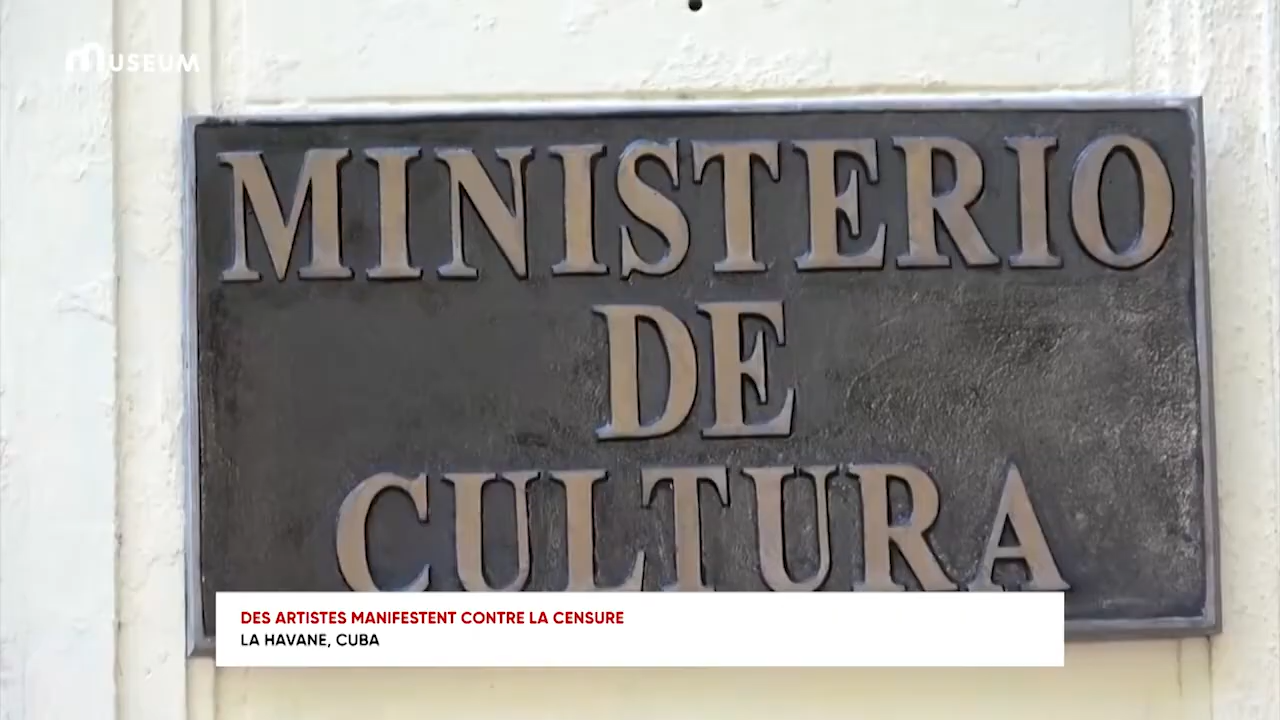 MUSEUM
MINISTERIO
DE
CULTURA
DES ARTISTES MANIFESTENT CONTRE LA CENSURE
LA HAVANE, CUBA